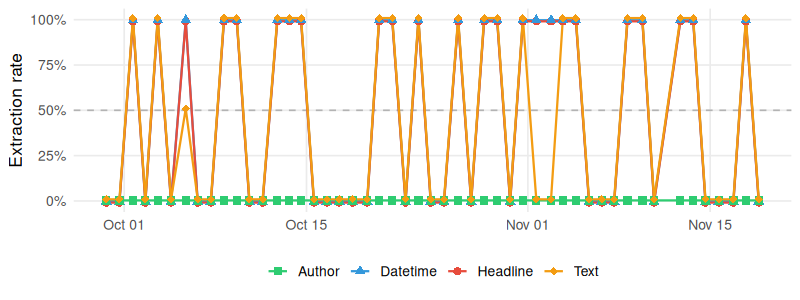 100%
75%
50%
25%
0%
Extraction rate
Oct 01
Oct 15
Nov 01
Nov 15
Author
Datetime
Headline
Text